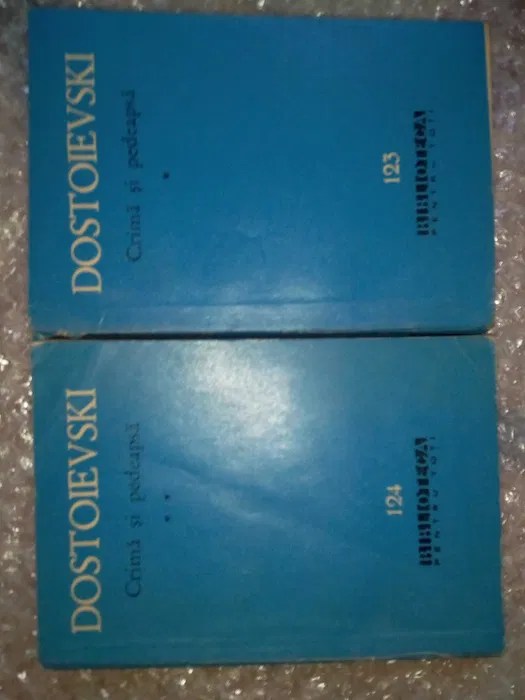 DOSTOIEVSKI
Crimă și pedeapsă
*
123
BIBLIOTECA
PENTRU TOȚI
DOSTOIEVSKI
Crimă și pedeapsă
* *
124
BIBLIOTECA
PENTRU TOȚI